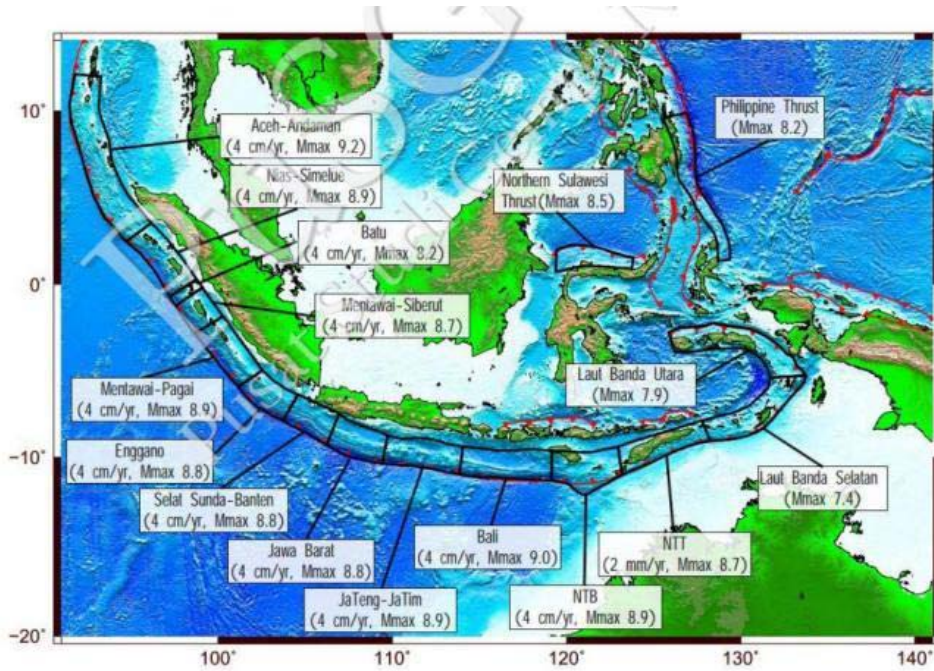 Philippine Thrust
(Mmax 8.2)
Aceh-Andaman
(4 cm/yr, Mmax 9.2)
Nias-Simelue
(4 cm/yr, Mmax 8.9)
Northern Sulawesi
Thrust(Mmax 8.5)
Batu
(4 cm/yr, Mmax 8.2)
Mentawai-Siberut
(4 cm/yr, Mmax 8.7)
Mentawai-Pagai
(4 cm/yr, Mmax 8.9)
Laut Banda Utara
(Mmax 7.9)
Enggano
(4 cm/yr, Mmax 8.8)
Laut Banda Selatan
(Mmax 7.4)
Selat Sunda-Banten
(4 cm/yr, Mmax 8.8)
Jawa Barat
(4 cm/yr, Mmax 8.8)
Bali
(4 cm/yr, Mmax 9.0)
NTT
(2 mm/yr, Mmax 8.7)
JaTeng-JaTim
(4 cm/yr, Mmax 8.9)
NTB
(4 cm/yr, Mmax 8.9)
10°
0°
−10°
−20°
100°
110°
120°
130°
140°
Pusat Studi